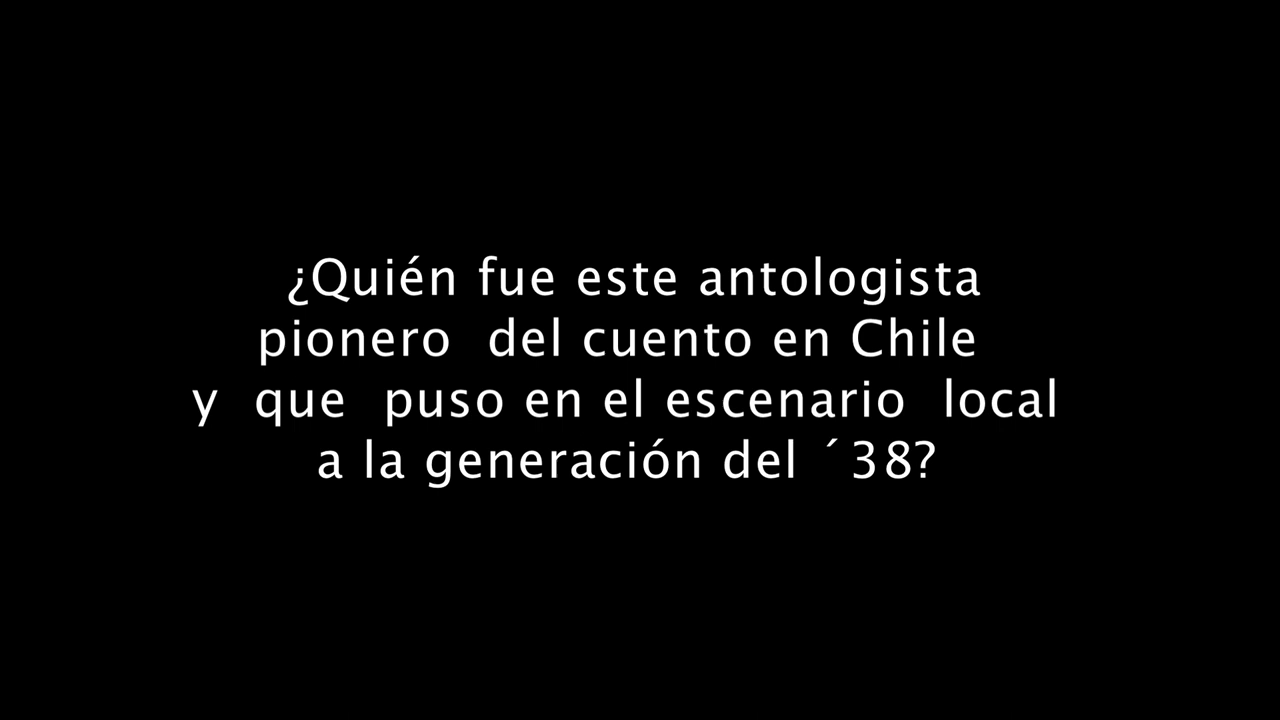 ¿Quién fue este antologista
pionero del cuento en Chile
y que puso en el escenario local
a la generación del ´38?